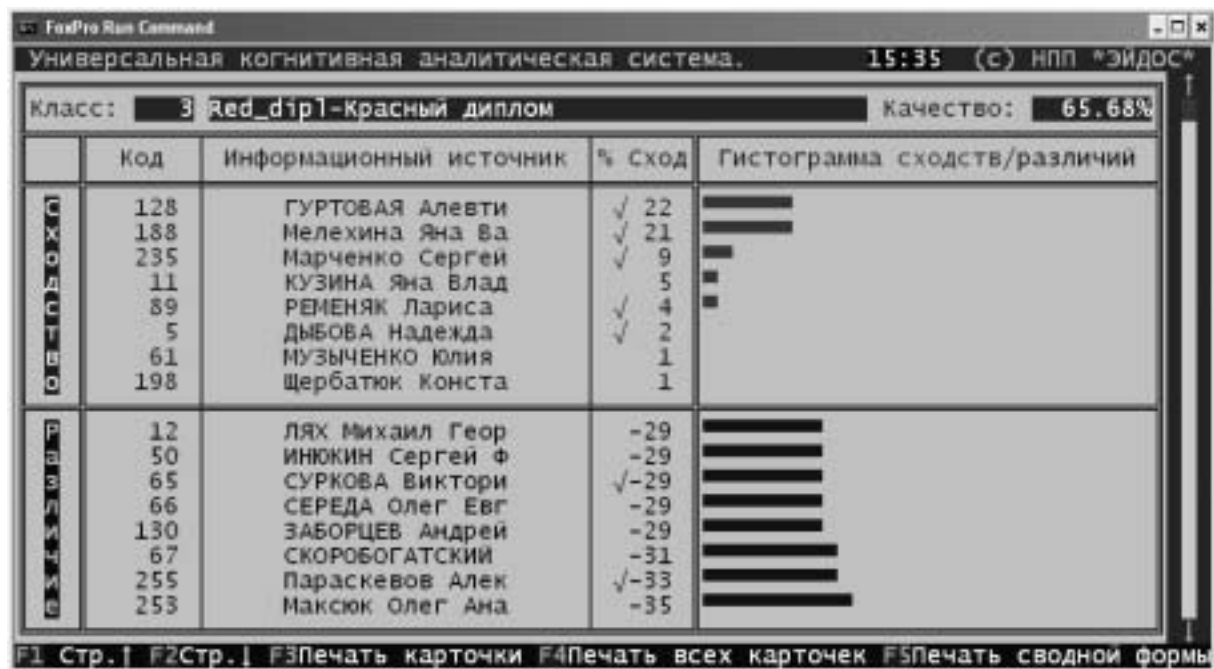 FoxPro Run Command
Универсальная когнитивная аналитическая система. 15:35 (c) НПП "ЭЙДОС"
Класс: 3 Red_dipl-Красный диплом Качество: 65.68%
Код Информационный источник % Сход Гистограмма сходств/различий
Сходство
128 ГУРТОВАЯ Алевти √ 22
188 Мелехина Яна Ва √ 21
235 Марченко Сергей √ 9
11 КУЗИНА Яна Влад 5
89 РЕМЕНЯК Лариса √ 4
5 ДЫБОВА Надежда √ 2
61 МУЗЫЧЕНКО Юлия 1
198 Щербатюк Конста 1
Различие
12 ЛЯХ Михаил Геор -29
50 ИНЮКИН Сергей Ф -29
65 СУРКОВА Виктори √-29
66 СЕРЕДА Олег Евг -29
130 ЗАБОРЦЕВ Андрей -29
67 СКОРОБОГАТСКИЙ -31
255 Параскевов Алек √-33
253 Максюк Олег Ана -35
F1 Стр.↑ F2Стр.↓ F3Печать карточки F4Печать всех карточек F5Печать сводной формы